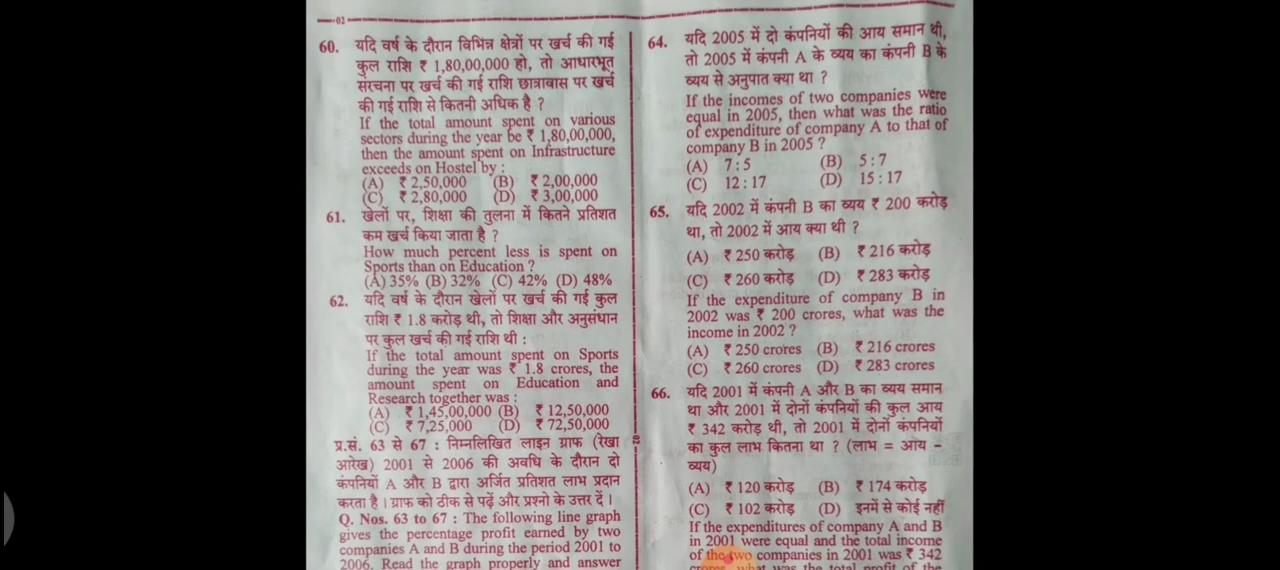 02
60. यदि वर्ष के दौरान विभिन्न क्षेत्रों पर खर्च की गई
कुल राशि ₹ 1,80,00,000 हो, तो आधारभूत
संरचना पर खर्च की गई राशि छात्रावास पर खर्च
की गई राशि से कितनी अधिक है ?
If the total amount spent on various
sectors during the year be ₹ 1,80,00,000,
then the amount spent on Infrastructure
exceeds on Hostel by :
(A) ₹ 2,50,000 (B) ₹ 2,00,000
(C) ₹ 2,80,000 (D) ₹ 3,00,000
61. खेलों पर, शिक्षा की तुलना में कितने प्रतिशत
कम खर्च किया जाता है ?
How much percent less is spent on
Sports than on Education ?
(A) 35% (B) 32% (C) 42% (D) 48%
62. यदि वर्ष के दौरान खेलों पर खर्च की गई कुल
राशि ₹ 1.8 करोड़ थी, तो शिक्षा और अनुसंधान
पर कुल खर्च की गई राशि थी :
If the total amount spent on Sports
during the year was ₹ 1.8 crores, the
amount spent on Education and
Research together was :
(A) ₹ 1,45,00,000 (B) ₹ 12,50,000
(C) ₹ 7,25,000 (D) ₹ 72,50,000
प्र.सं. 63 से 67 : निम्नलिखित लाइन ग्राफ (रेखा
आरेख) 2001 से 2006 की अवधि के दौरान दो
कंपनियों A और B द्वारा अर्जित प्रतिशत लाभ प्रदान
करता है । ग्राफ को ठीक से पढ़ें और प्रश्नो के उत्तर दें ।
Q. Nos. 63 to 67 : The following line graph
gives the percentage profit earned by two
companies A and B during the period 2001 to
2006. Read the graph properly and answer
64. यदि 2005 में दो कंपनियों की आय समान थी,
तो 2005 में कंपनी A के व्यय का कंपनी B के
व्यय से अनुपात क्या था ?
If the incomes of two companies were
equal in 2005, then what was the ratio
of expenditure of company A to that of
company B in 2005 ?
(A) 7 : 5 (B) 5 : 7
(C) 12 : 17 (D) 15 : 17
65. यदि 2002 में कंपनी B का व्यय ₹ 200 करोड़
था, तो 2002 में आय क्या थी ?
(A) ₹ 250 करोड़ (B) ₹ 216 करोड़
(C) ₹ 260 करोड़ (D) ₹ 283 करोड़
If the expenditure of company B in
2002 was ₹ 200 crores, what was the
income in 2002 ?
(A) ₹ 250 crores (B) ₹ 216 crores
(C) ₹ 260 crores (D) ₹ 283 crores
66. यदि 2001 में कंपनी A और B का व्यय समान
था और 2001 में दोनों कंपनियों की कुल आय
₹ 342 करोड़ थी, तो 2001 में दोनों कंपनियों
का कुल लाभ कितना था ? (लाभ = आय -
व्यय)
(A) ₹ 120 करोड़ (B) ₹ 174 करोड़
(C) ₹ 102 करोड़ (D) इनमें से कोई नहीं
If the expenditures of company A and B
in 2001 were equal and the total income
of the two companies in 2001 was ₹ 342
crores, what was the total profit of the